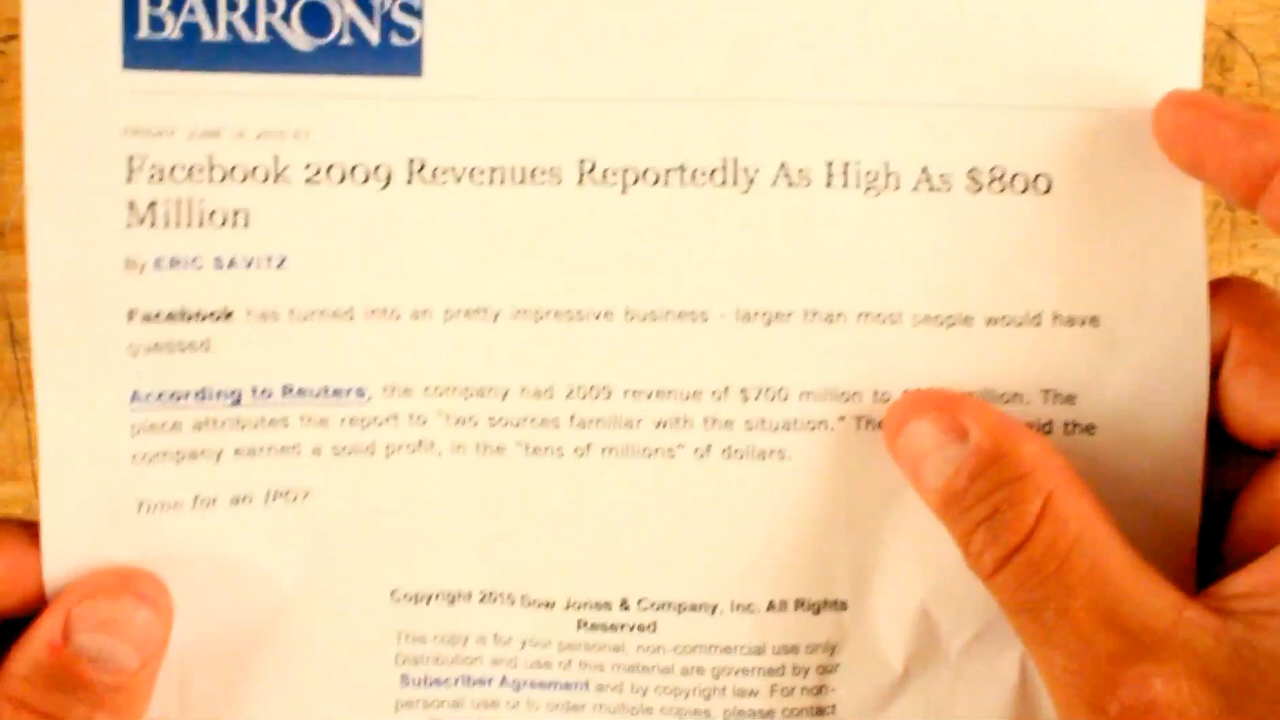 BARRON'S
Facebook 2009 Revenues Reportedly As High As $800
Million
By ERIC SAVITZ
Facebook has turned into an pretty impressive business - larger than most people would have
guessed.
According to Reuters, the company had 2009 revenue of $700 million to million. The
piece attributes the report to "two sources familiar with the situation." The said the
company earned a solid profit, in the "tens of millions" of dollars.
Time for an IPO?
Copyright Dow Jones & Company, Inc. All Rights
Reserved
This copy is for your personal, non-commercial use only.
Distribution and use of this material are governed by our
Subscriber Agreement and by copyright law. For non-
personal use or to order multiple copies, please contact